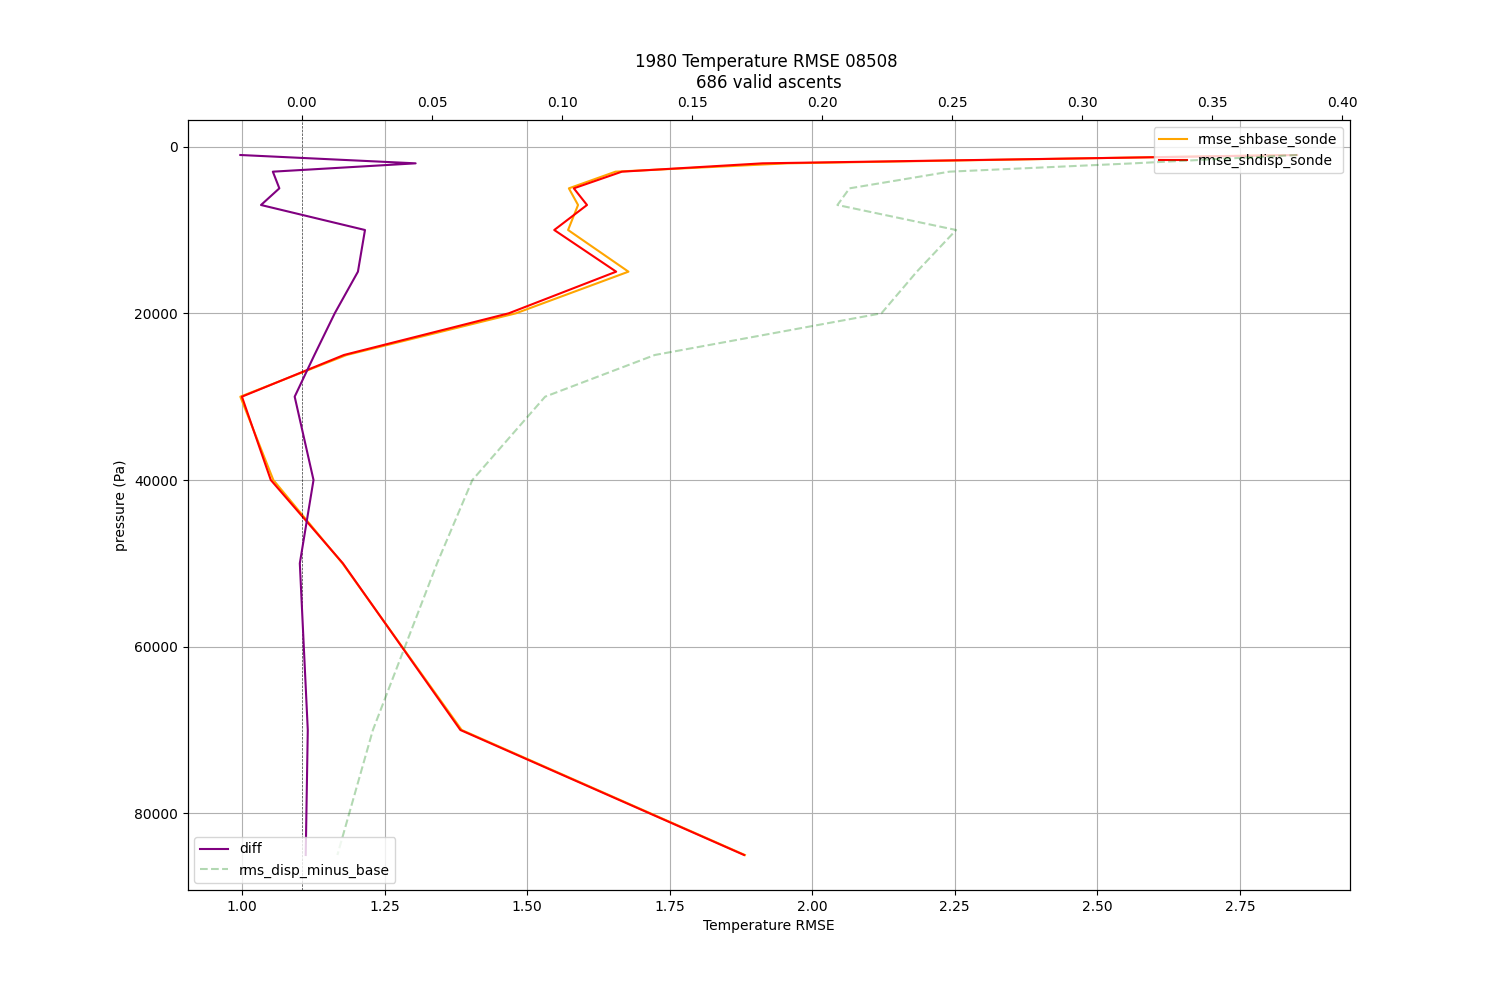 1980 Temperature RMSE 08508
686 valid ascents
0.00 0.05 0.10 0.15 0.20 0.25 0.30 0.35 0.40
rmse_shbase_sonde
rmse_shdisp_sonde
0
20000
40000
60000
80000
pressure (Pa)
diff
rms_disp_minus_base
1.00 1.25 1.50 1.75 2.00 2.25 2.50 2.75
Temperature RMSE